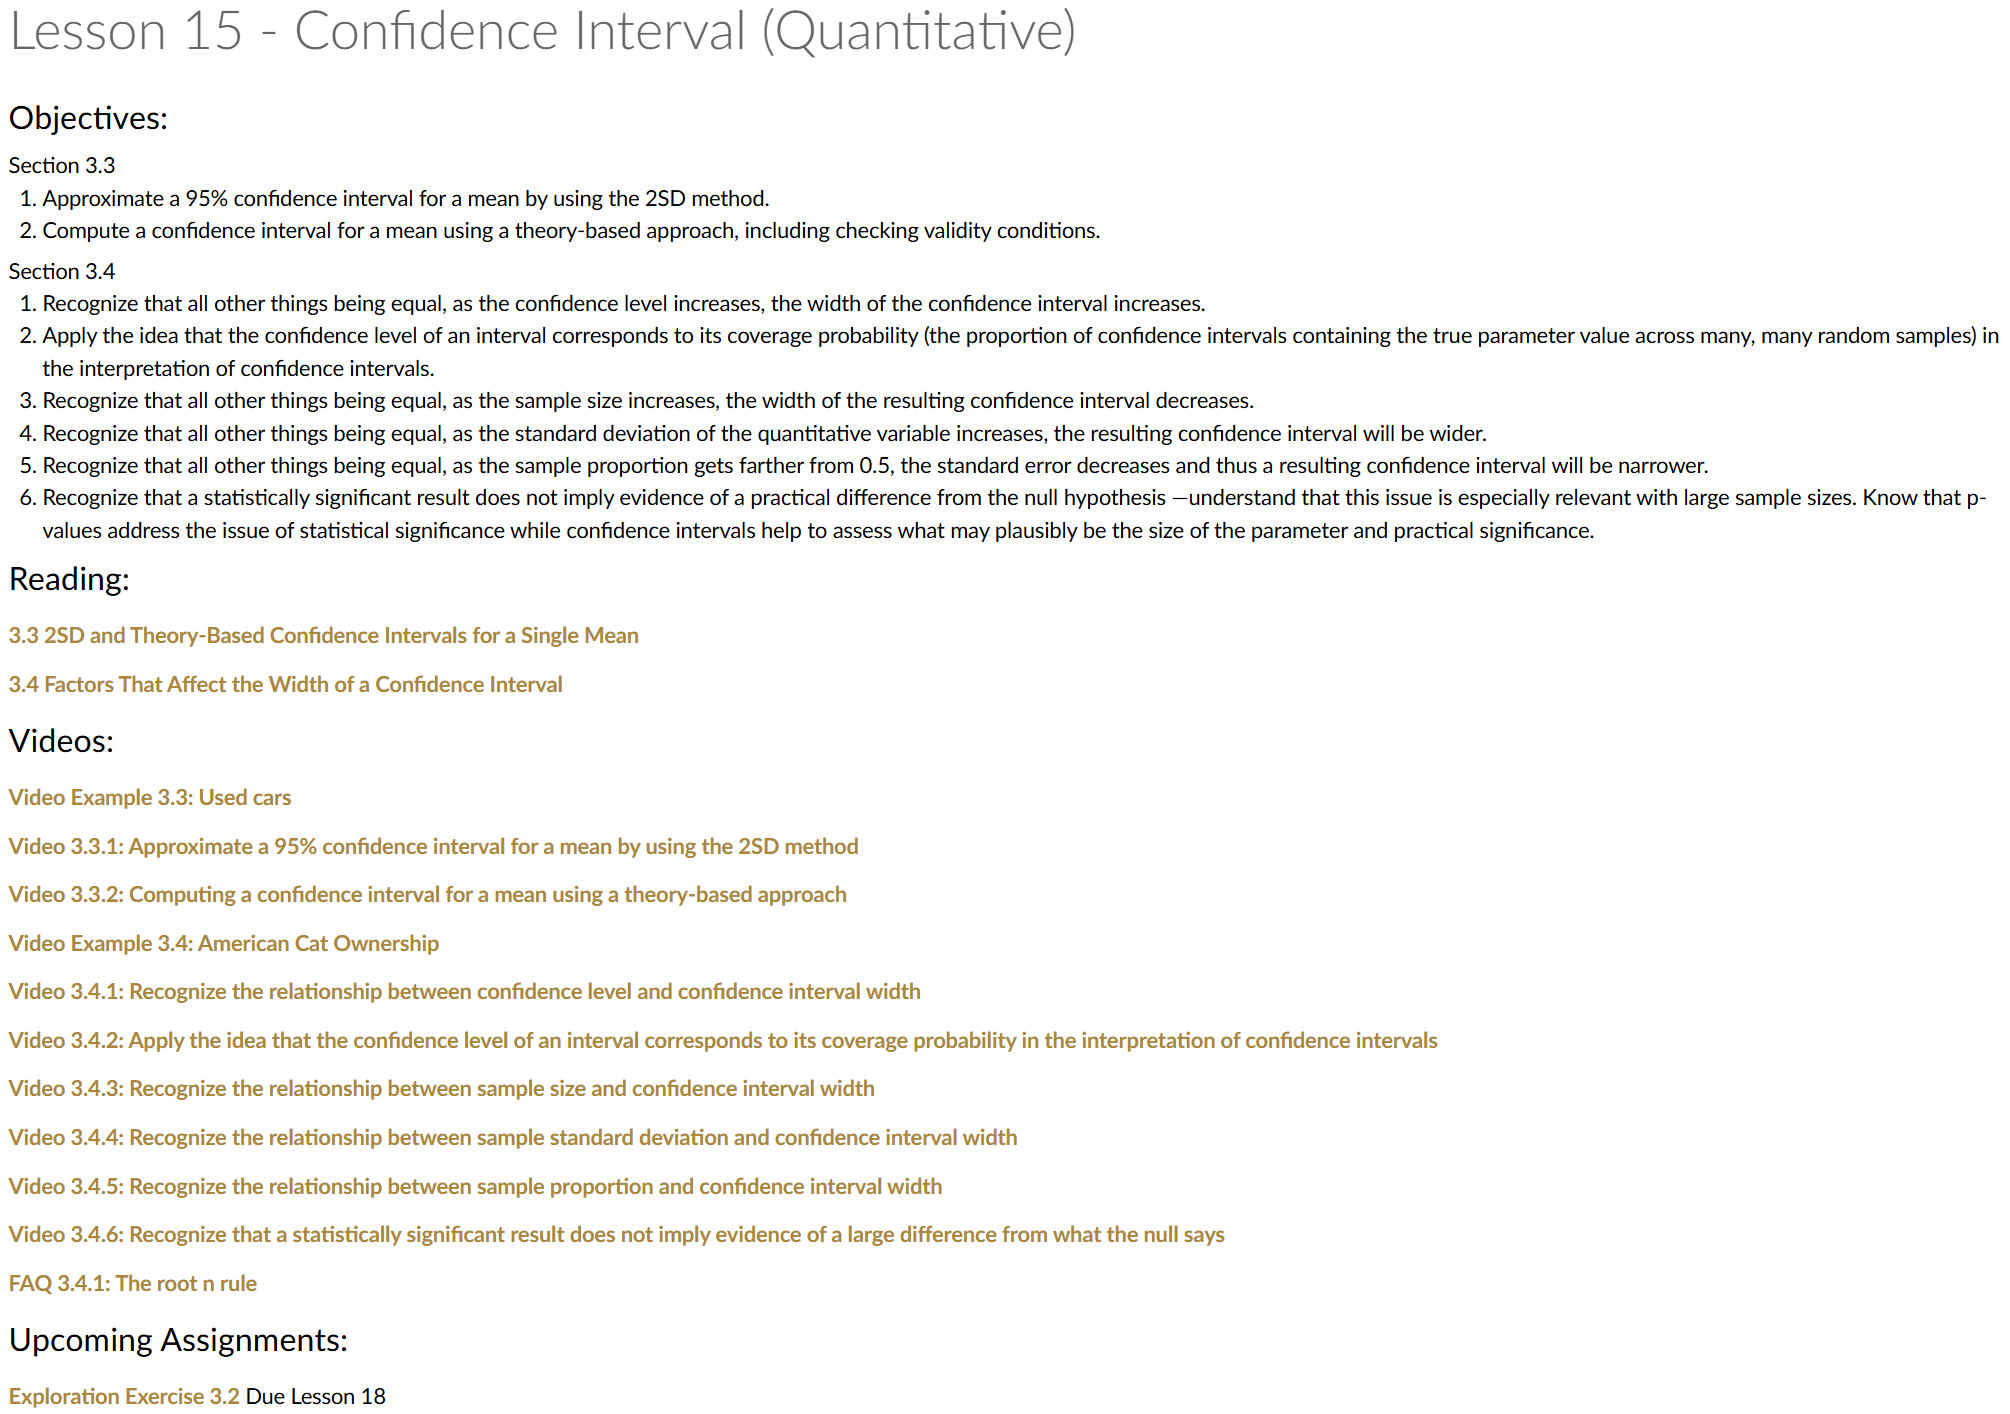 Lesson 15 - Confidence Interval (Quantitative)
Objectives:
Section 3.3
1. Approximate a 95% confidence interval for a mean by using the 2SD method.
2. Compute a confidence interval for a mean using a theory-based approach, including checking validity conditions.
Section 3.4
1. Recognize that all other things being equal, as the confidence level increases, the width of the confidence interval increases.
2. Apply the idea that the confidence level of an interval corresponds to its coverage probability (the proportion of confidence intervals containing the true parameter value across many, many random samples) in
the interpretation of confidence intervals.
3. Recognize that all other things being equal, as the sample size increases, the width of the resulting confidence interval decreases.
4. Recognize that all other things being equal, as the standard deviation of the quantitative variable increases, the resulting confidence interval will be wider.
5. Recognize that all other things being equal, as the sample proportion gets farther from 0.5, the standard error decreases and thus a resulting confidence interval will be narrower.
6. Recognize that a statistically significant result does not imply evidence of a practical difference from the null hypothesis —understand that this issue is especially relevant with large sample sizes. Know that p-
values address the issue of statistical significance while confidence intervals help to assess what may plausibly be the size of the parameter and practical significance.
Reading:
3.3 2SD and Theory-Based Confidence Intervals for a Single Mean
3.4 Factors That Affect the Width of a Confidence Interval
Videos:
Video Example 3.3: Used cars
Video 3.3.1: Approximate a 95% confidence interval for a mean by using the 2SD method
Video 3.3.2: Computing a confidence interval for a mean using a theory-based approach
Video Example 3.4: American Cat Ownership
Video 3.4.1: Recognize the relationship between confidence level and confidence interval width
Video 3.4.2: Apply the idea that the confidence level of an interval corresponds to its coverage probability in the interpretation of confidence intervals
Video 3.4.3: Recognize the relationship between sample size and confidence interval width
Video 3.4.4: Recognize the relationship between sample standard deviation and confidence interval width
Video 3.4.5: Recognize the relationship between sample proportion and confidence interval width
Video 3.4.6: Recognize that a statistically significant result does not imply evidence of a large difference from what the null says
FAQ 3.4.1: The root n rule
Upcoming Assignments:
Exploration Exercise 3.2 Due Lesson 18